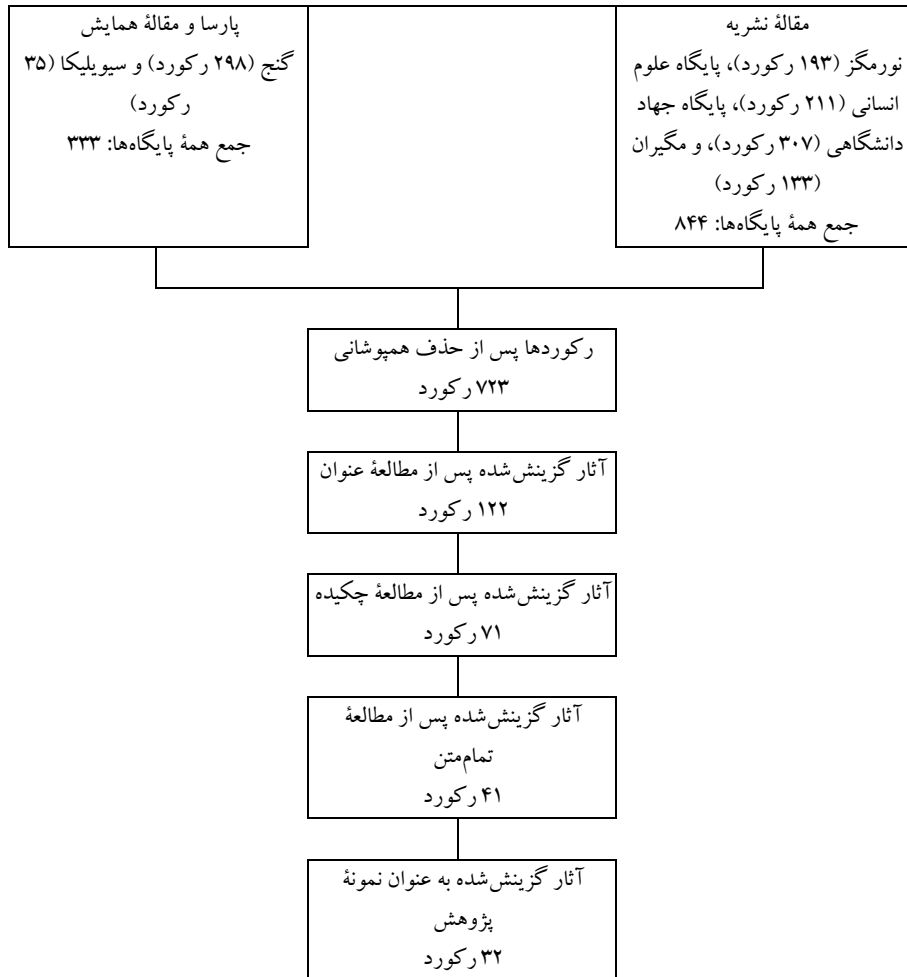 مقالهٔ نشریه
نورمگز (۱۹۳ رکورد)، پایگاه علوم
انسانی (۲۱۱ رکورد)، پایگاه جهاد
دانشگاهی (۳۰۷ رکورد)، و مگیران
(۱۳۳ رکورد)
جمع همهٔ پایگاه‌ها: ۸۴۴
پارسا و مقالهٔ همایش
گنج (۲۹۸ رکورد) و سیویلیکا (۳۵
رکورد)
جمع همهٔ پایگاه‌ها: ۳۳۳
رکوردها پس از حذف همپوشانی
۷۲۳ رکورد
آثار گزینش‌شده پس از مطالعهٔ عنوان
۱۲۲ رکورد
آثار گزینش‌شده پس از مطالعهٔ چکیده
۷۱ رکورد
آثار گزینش‌شده پس از مطالعهٔ
تمام‌متن
۴۱ رکورد
آثار گزینش‌شده به عنوان نمونهٔ
پژوهش
۳۲ رکورد